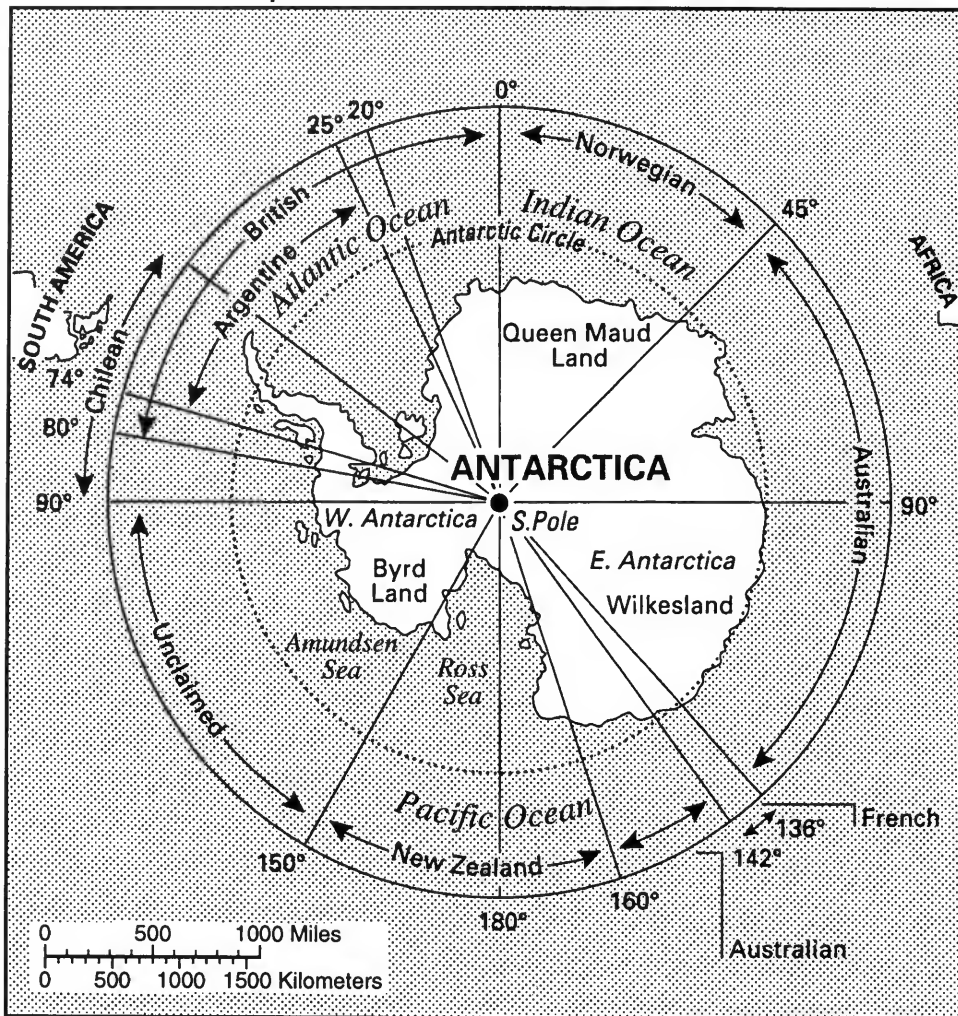 0°
20°
25°
Norwegian
British
45°
Indian Ocean
Atlantic Ocean
Antarctic Circle
Argentine
SOUTH AMERICA
AFRICA
Queen Maud
Land
74°
Chilean
80°
ANTARCTICA
90°
W. Antarctica
S.Pole
90°
Australian
E. Antarctica
Byrd
Land
Wilkesland
Amundsen
Sea
Ross
Sea
Unclaimed
Pacific Ocean
French
136°
142°
New Zealand
150°
160°
180°
Australian
0 500 1000 Miles
0 500 1000 1500 Kilometers